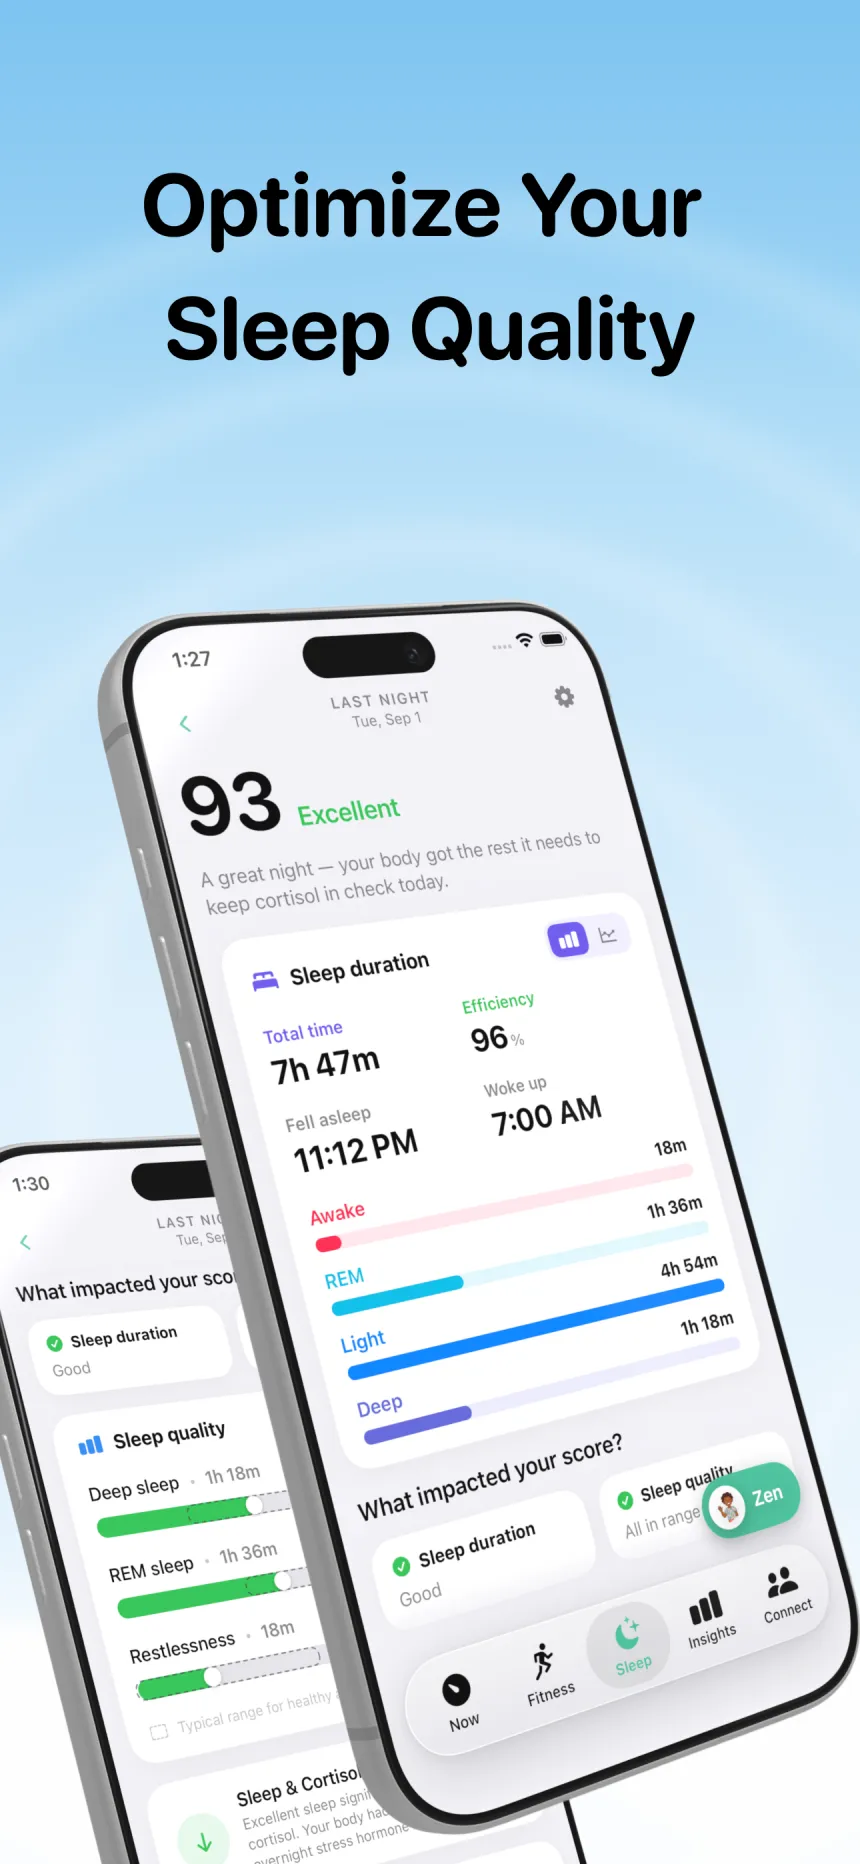 Optimize Your
Sleep Quality
1:27
LAST NIGHT
Tue, Sep 1
93 Excellent
A great night — your body got the rest it needs to
keep cortisol in check today.
Sleep duration
Total time
7h 47m
Efficiency
96%
Fell asleep
11:12 PM
Woke up
7:00 AM
Awake 18m
REM 1h 36m
Light 4h 54m
Deep 1h 18m
What impacted your score?
Sleep duration
Good
Sleep quality
All in range
Zen
Now
Fitness
Sleep
Insights
Connect
1:30
LAST
Tue,
What impacted your
Sleep duration
Good
Sleep quality
Deep sleep • 1h 18m
REM sleep • 1h 36m
Restlessness • 18m
Typical range for healthy
Sleep &
Excellent sleep
cortisol. Your body
overnight stress hormone